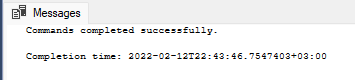 Messages
Commands completed successfully.
Completion time: 2022-02-12T22:43:46.7547403+03:00